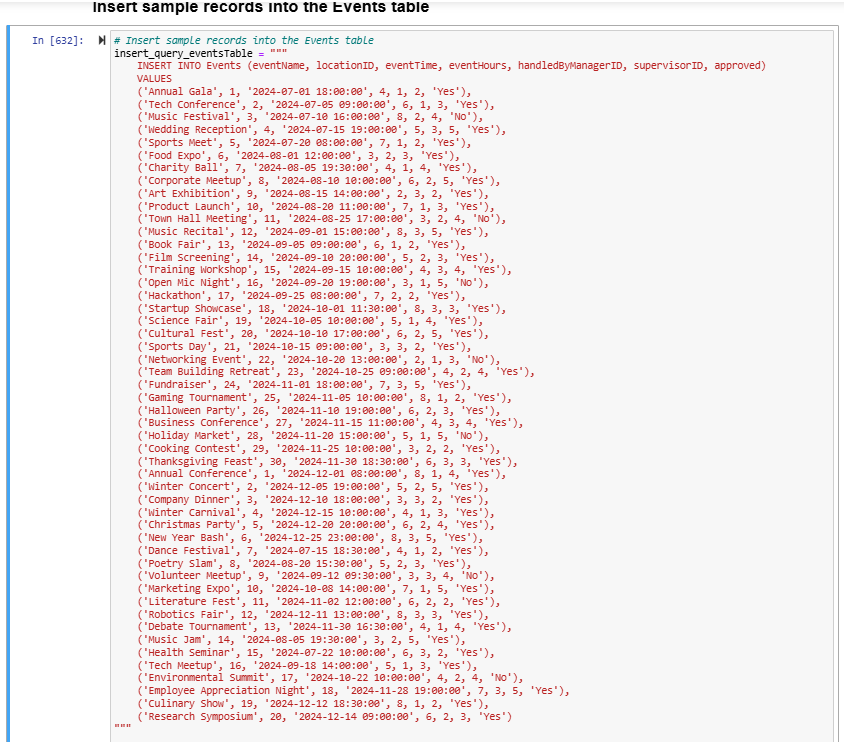 Insert sample records into the Events table
In [632]:
# Insert sample records into the Events table
insert_query_eventsTable = """
INSERT INTO Events (eventName, locationID, eventTime, eventHours, handledByManagerID, supervisorID, approved)
VALUES
('Annual Gala', 1, '2024-07-01 18:00:00', 4, 1, 2, 'Yes'),
('Tech Conference', 2, '2024-07-05 09:00:00', 6, 1, 3, 'Yes'),
('Music Festival', 3, '2024-07-10 16:00:00', 8, 2, 4, 'No'),
('Wedding Reception', 4, '2024-07-15 19:00:00', 5, 3, 5, 'Yes'),
('Sports Meet', 5, '2024-07-20 08:00:00', 7, 1, 2, 'Yes'),
('Food Expo', 6, '2024-08-01 12:00:00', 3, 2, 3, 'Yes'),
('Charity Ball', 7, '2024-08-05 19:30:00', 4, 1, 4, 'Yes'),
('Corporate Meetup', 8, '2024-08-10 10:00:00', 6, 2, 5, 'Yes'),
('Art Exhibition', 9, '2024-08-15 14:00:00', 2, 3, 2, 'Yes'),
('Product Launch', 10, '2024-08-20 11:00:00', 7, 1, 3, 'Yes'),
('Town Hall Meeting', 11, '2024-08-25 17:00:00', 3, 2, 4, 'No'),
('Music Recital', 12, '2024-09-01 15:00:00', 8, 3, 5, 'Yes'),
('Book Fair', 13, '2024-09-05 09:00:00', 6, 1, 2, 'Yes'),
('Film Screening', 14, '2024-09-10 20:00:00', 5, 2, 3, 'Yes'),
('Training Workshop', 15, '2024-09-15 10:00:00', 4, 3, 4, 'Yes'),
('Open Mic Night', 16, '2024-09-20 19:00:00', 3, 1, 5, 'No'),
('Hackathon', 17, '2024-09-25 08:00:00', 7, 2, 2, 'Yes'),
('Startup Showcase', 18, '2024-10-01 11:30:00', 8, 3, 3, 'Yes'),
('Science Fair', 19, '2024-10-05 10:00:00', 5, 1, 4, 'Yes'),
('Cultural Fest', 20, '2024-10-10 17:00:00', 6, 2, 5, 'Yes'),
('Sports Day', 21, '2024-10-15 09:00:00', 3, 3, 2, 'Yes'),
('Networking Event', 22, '2024-10-20 13:00:00', 2, 1, 3, 'No'),
('Team Building Retreat', 23, '2024-10-25 09:00:00', 4, 2, 4, 'Yes'),
('Fundraiser', 24, '2024-11-01 18:00:00', 7, 3, 5, 'Yes'),
('Gaming Tournament', 25, '2024-11-05 10:00:00', 8, 1, 2, 'Yes'),
('Halloween Party', 26, '2024-11-10 19:00:00', 6, 2, 3, 'Yes'),
('Business Conference', 27, '2024-11-15 11:00:00', 4, 3, 4, 'Yes'),
('Holiday Market', 28, '2024-11-20 15:00:00', 5, 1, 5, 'No'),
('Cooking Contest', 29, '2024-11-25 10:00:00', 3, 2, 2, 'Yes'),
('Thanksgiving Feast', 30, '2024-11-30 18:30:00', 6, 3, 3, 'Yes'),
('Annual Conference', 1, '2024-12-01 08:00:00', 8, 1, 4, 'Yes'),
('Winter Concert', 2, '2024-12-05 19:00:00', 5, 2, 5, 'Yes'),
('Company Dinner', 3, '2024-12-10 18:00:00', 3, 3, 2, 'Yes'),
('Winter Carnival', 4, '2024-12-15 10:00:00', 4, 1, 3, 'Yes'),
('Christmas Party', 5, '2024-12-20 20:00:00', 6, 2, 4, 'Yes'),
('New Year Bash', 6, '2024-12-25 23:00:00', 8, 3, 5, 'Yes'),
('Dance Festival', 7, '2024-07-15 18:30:00', 4, 1, 2, 'Yes'),
('Poetry Slam', 8, '2024-08-20 15:30:00', 5, 2, 3, 'Yes'),
('Volunteer Meetup', 9, '2024-09-12 09:30:00', 3, 3, 4, 'No'),
('Marketing Expo', 10, '2024-10-08 14:00:00', 7, 1, 5, 'Yes'),
('Literature Fest', 11, '2024-11-02 12:00:00', 6, 2, 2, 'Yes'),
('Robotics Fair', 12, '2024-12-11 13:00:00', 8, 3, 3, 'Yes'),
('Debate Tournament', 13, '2024-11-30 16:30:00', 4, 1, 4, 'Yes'),
('Music Jam', 14, '2024-08-05 19:30:00', 3, 2, 5, 'Yes'),
('Health Seminar', 15, '2024-07-22 10:00:00', 6, 3, 2, 'Yes'),
('Tech Meetup', 16, '2024-09-18 14:00:00', 5, 1, 3, 'Yes'),
('Environmental Summit', 17, '2024-10-22 10:00:00', 4, 2, 4, 'No'),
('Employee Appreciation Night', 18, '2024-11-28 19:00:00', 7, 3, 5, 'Yes'),
('Culinary Show', 19, '2024-12-12 18:30:00', 8, 1, 2, 'Yes'),
('Research Symposium', 20, '2024-12-14 09:00:00', 6, 2, 3, 'Yes')
"""